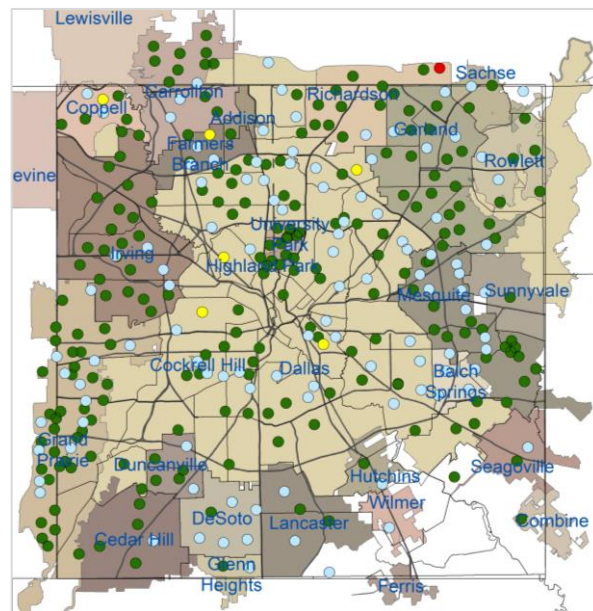 Lewisville
Sachse
Carrollton
Coppell
Richardson
Addison
Garland
Farmers
Branch
Rowlett
evine
University
Park
Irving
Highland Park
Mesquite
Sunnyvale
Cockrell Hill
Dallas
Balch
Springs
Grand
Prairie
Duncanville
Seagoville
Hutchins
DeSoto
Wilmer
Lancaster
Combine
Cedar Hill
Glenn
Heights
Ferris